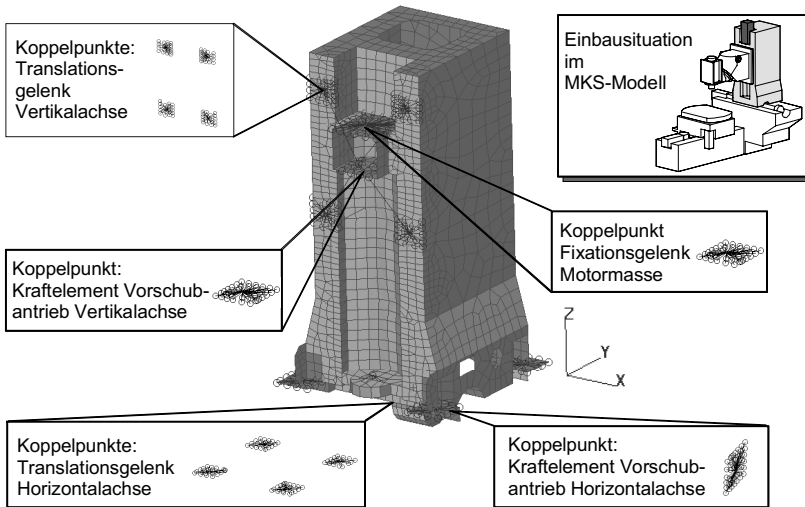 Koppelpunkte:
Translations-
gelenk
Vertikalachse
Einbausituation
im
MKS-Modell
Koppelpunkt:
Kraftelement Vorschub-
antrieb Vertikalachse
Koppelpunkt
Fixationsgelenk
Motormasse
Z
Y
X
Koppelpunkte:
Translationsgelenk
Horizontalachse
Koppelpunkt:
Kraftelement Vorschub-
antrieb Horizontalachse